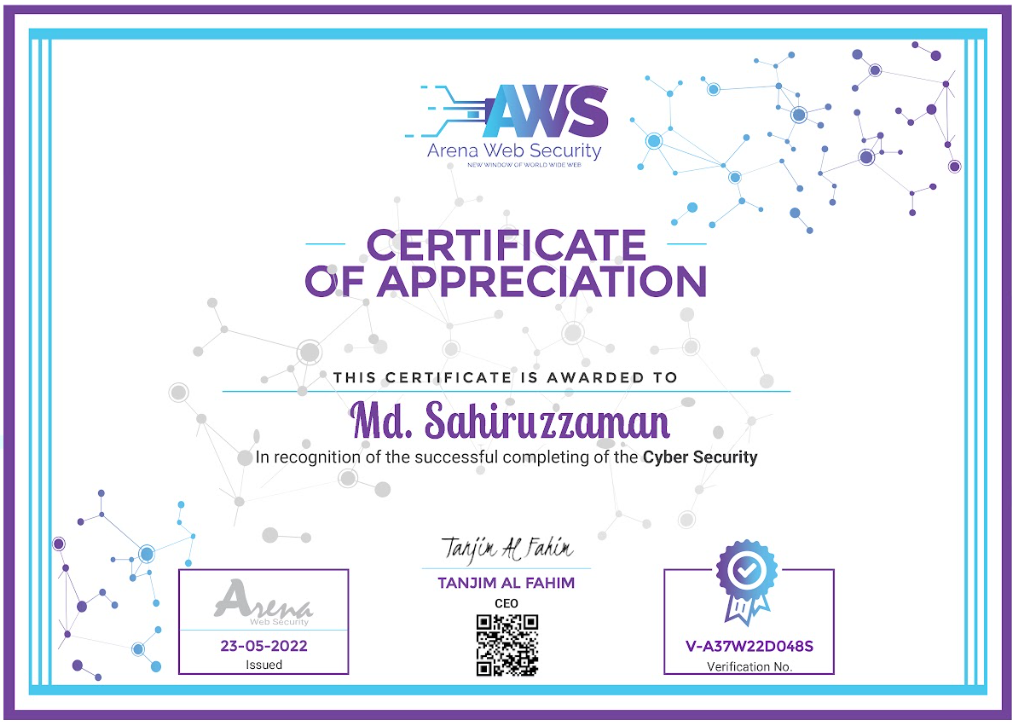 AWS
Arena Web Security
NEW WINDOW OF WORLD WIDE WEB
CERTIFICATE
OF APPRECIATION
THIS CERTIFICATE IS AWARDED TO
Md. Sahiruzzaman
In recognition of the successful completing of the Cyber Security
Tanjim Al Fahim
TANJIM AL FAHIM
CEO
Arena
Web Security
23-05-2022
Issued
V-A37W22D048S
Verification No.